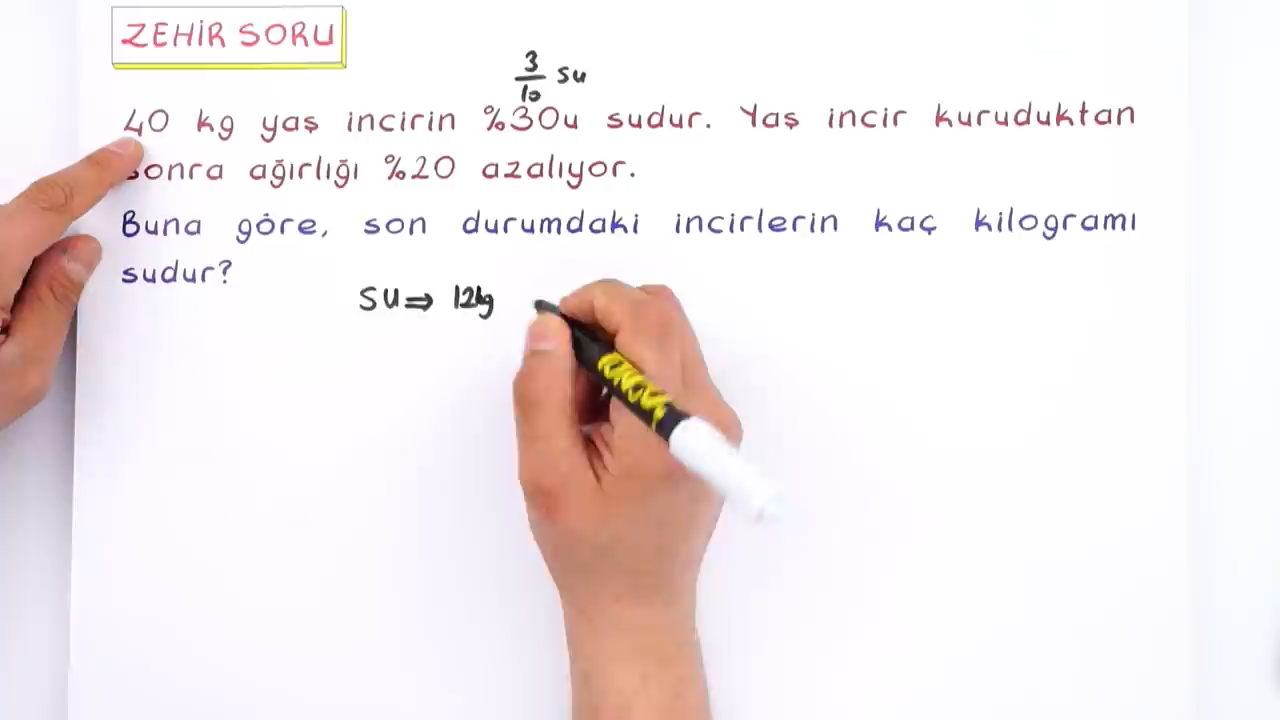 ZEHİR SORU
3
10 su
40 kg yaş incirin %30u sudur. Yaş incir kuruduktan
sonra ağırlığı %20 azalıyor.
Buna göre, son durumdaki incirlerin kaç kilogramı
sudur?
SU⇒ 12kg